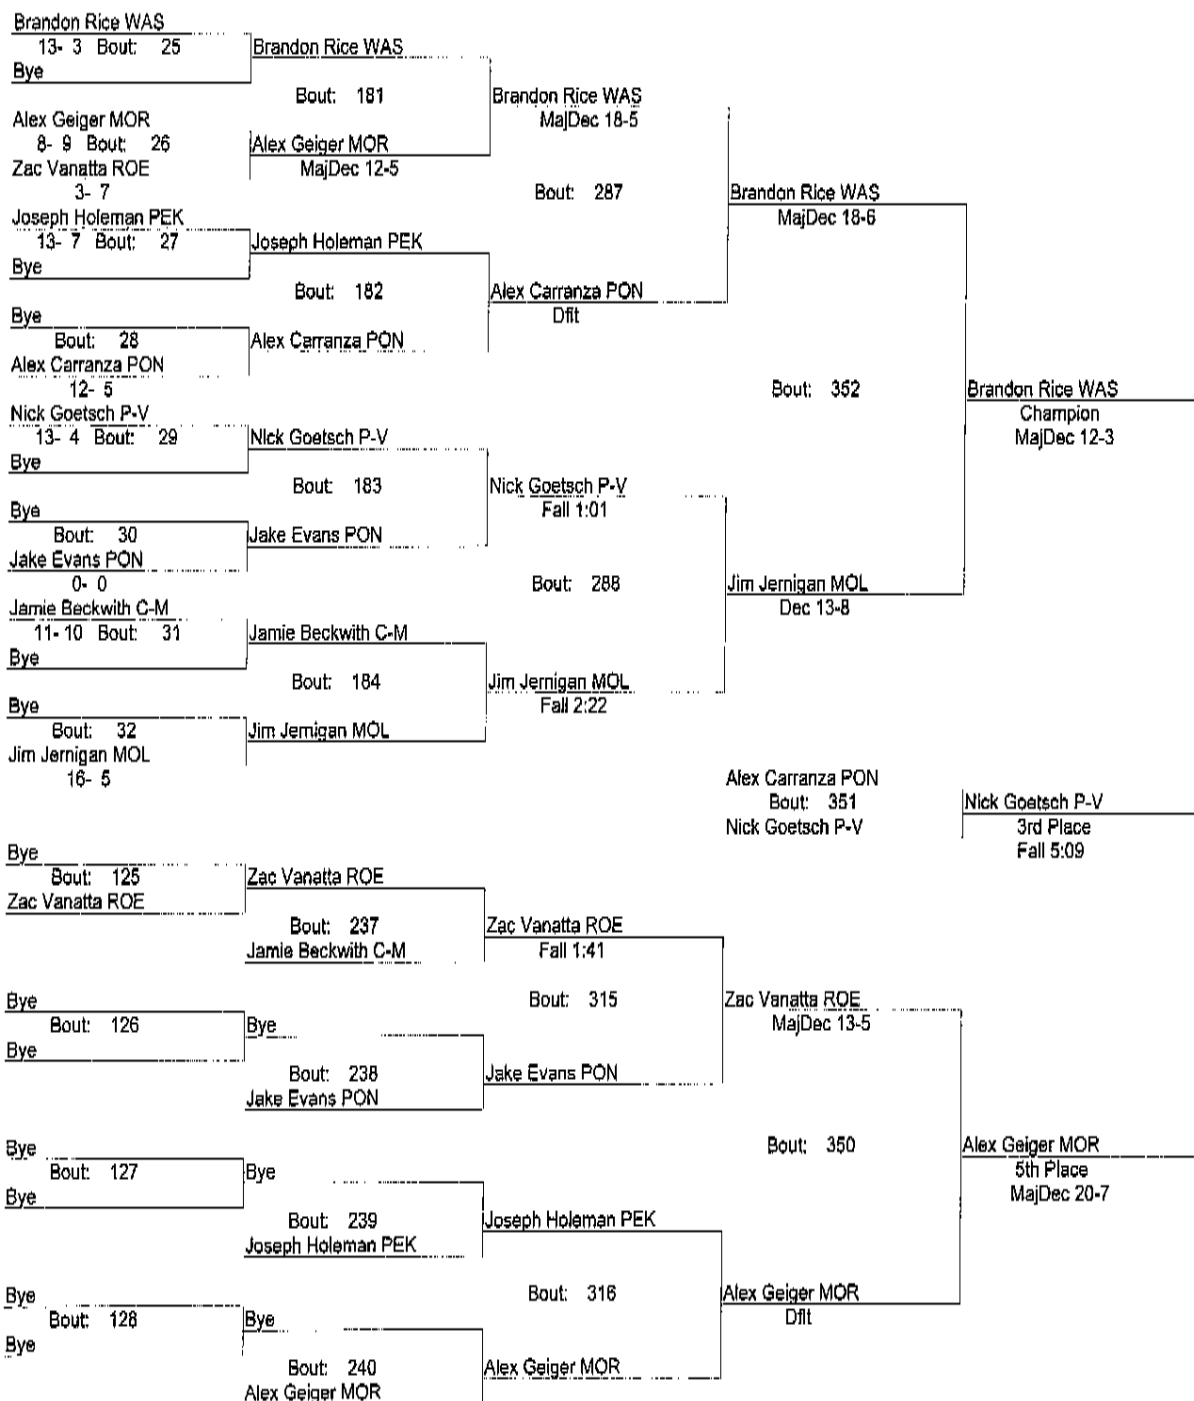 Brandon Rice WAS
13- 3 Bout: 25
Bye
Brandon Rice WAS
Bout: 181
Brandon Rice WAS
MajDec 18-5
Alex Geiger MOR
8- 9 Bout: 26
Zac Vanatta ROE
3- 7
Alex Geiger MOR
MajDec 12-5
Bout: 287
Brandon Rice WAS
MajDec 18-6
Joseph Holeman PEK
13- 7 Bout: 27
Bye
Joseph Holeman PEK
Bout: 182
Alex Carranza PON
Dflt
Bye
Bout: 28
Alex Carranza PON
12- 5
Alex Carranza PON
Bout: 352
Brandon Rice WAS
Champion
MajDec 12-3
Nick Goetsch P-V
13- 4 Bout: 29
Bye
Nick Goetsch P-V
Bout: 183
Nick Goetsch P-V
Fall 1:01
Bye
Bout: 30
Jake Evans PON
0- 0
Jake Evans PON
Bout: 288
Jim Jernigan MOL
Dec 13-8
Jamie Beckwith C-M
11- 10 Bout: 31
Bye
Jamie Beckwith C-M
Bout: 184
Jim Jernigan MOL
Fall 2:22
Bye
Bout: 32
Jim Jernigan MOL
16- 5
Jim Jernigan MOL
Alex Carranza PON
Bout: 351
Nick Goetsch P-V
Nick Goetsch P-V
3rd Place
Fall 5:09
Bye
Bout: 125
Zac Vanatta ROE
Zac Vanatta ROE
Bout: 237
Jamie Beckwith C-M
Zac Vanatta ROE
Fall 1:41
Bout: 315
Zac Vanatta ROE
MajDec 13-5
Bye
Bout: 126
Bye
Bye
Bout: 238
Jake Evans PON
Jake Evans PON
Bout: 350
Alex Geiger MOR
5th Place
MajDec 20-7
Bye
Bout: 127
Bye
Bye
Bout: 239
Joseph Holeman PEK
Joseph Holeman PEK
Bout: 316
Alex Geiger MOR
Dflt
Bye
Bout: 128
Bye
Bye
Bout: 240
Alex Geiger MOR
Alex Geiger MOR